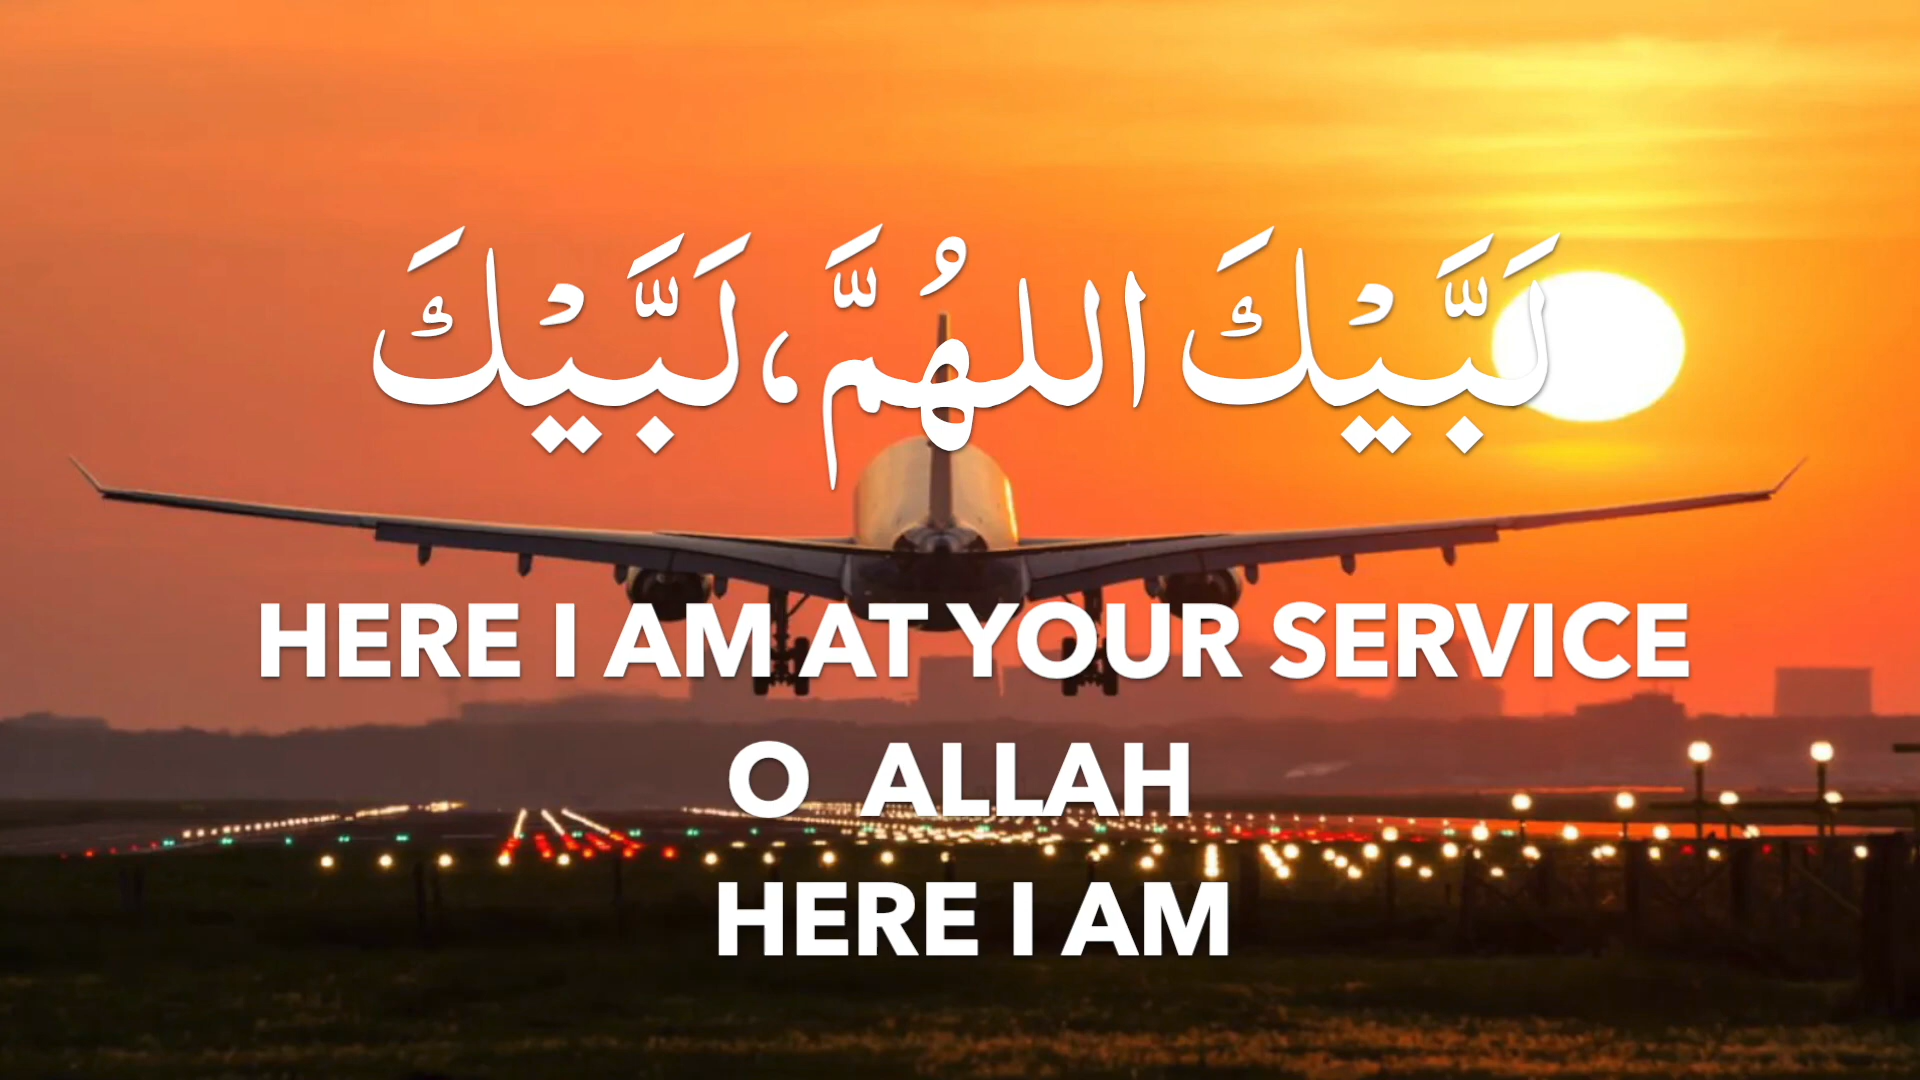 لَبَّيْكَ اللهُمَّ، لَبَّيْكَ
HERE I AM AT YOUR SERVICE
O ALLAH
HERE I AM